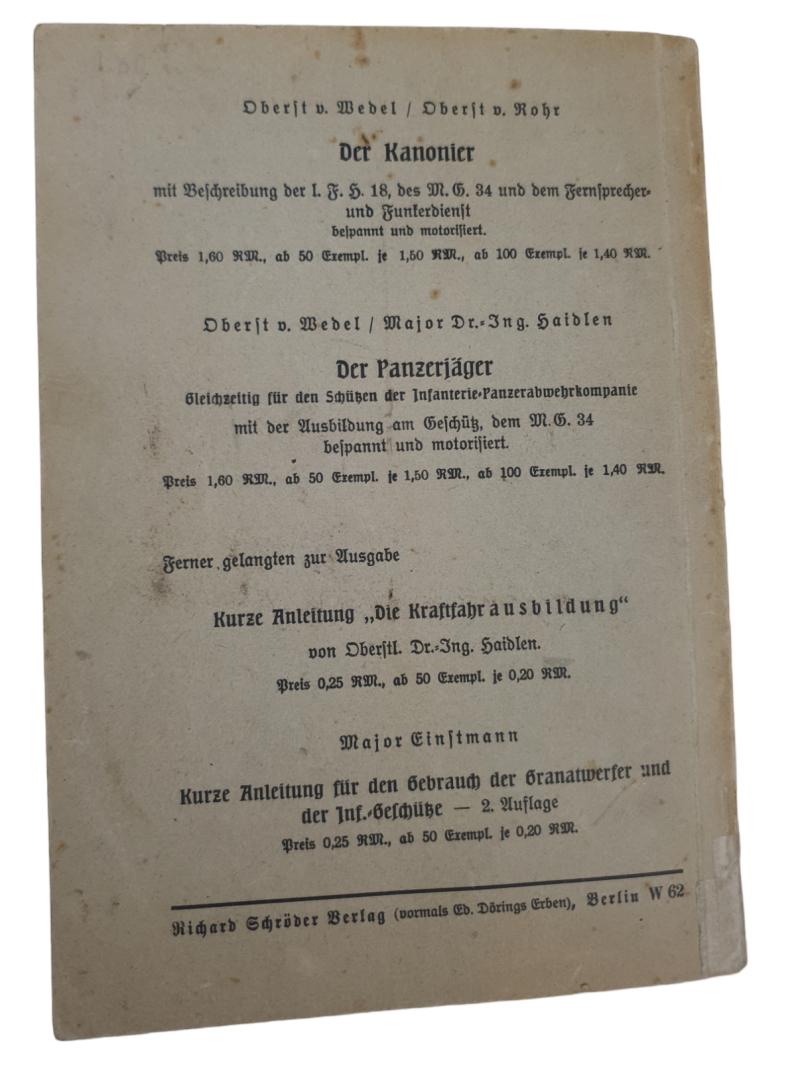 Oberst v. Wedel / Oberst v. Rohr
Der Kanonier
mit Beschreibung der l. F. H. 18, des M. G. 34 und dem Fernsprecher-
und Funkerdienst
bespannt und motorisiert.
Preis 1,60 RM., ab 50 Exempl. je 1,50 RM., ab 100 Exempl. je 1,40 RM.
Oberst v. Wedel / Major Dr.-Ing. Haidlen
Der Panzerjäger
Gleichzeitig für den Schützen der Infanterie-Panzerabwehrkompanie
mit der Ausbildung am Geschütz, dem M. G. 34
bespannt und motorisiert.
Preis 1,60 RM., ab 50 Exempl. je 1,50 RM., ab 100 Exempl. je 1,40 RM.
Ferner gelangten zur Ausgabe
Kurze Anleitung „Die Kraftfahrausbildung“
von Oberstl. Dr.-Ing. Haidlen.
Preis 0,25 RM., ab 50 Exempl. je 0,20 RM.
Major Einstmann
Kurze Anleitung für den Gebrauch der Granatwerfer und
der Inf.-Geschütze — 2. Auflage
Preis 0,25 RM., ab 50 Exempl. je 0,20 RM.
Richard Schröder Verlag (vormals Ed. Dörings Erben), Berlin W 62